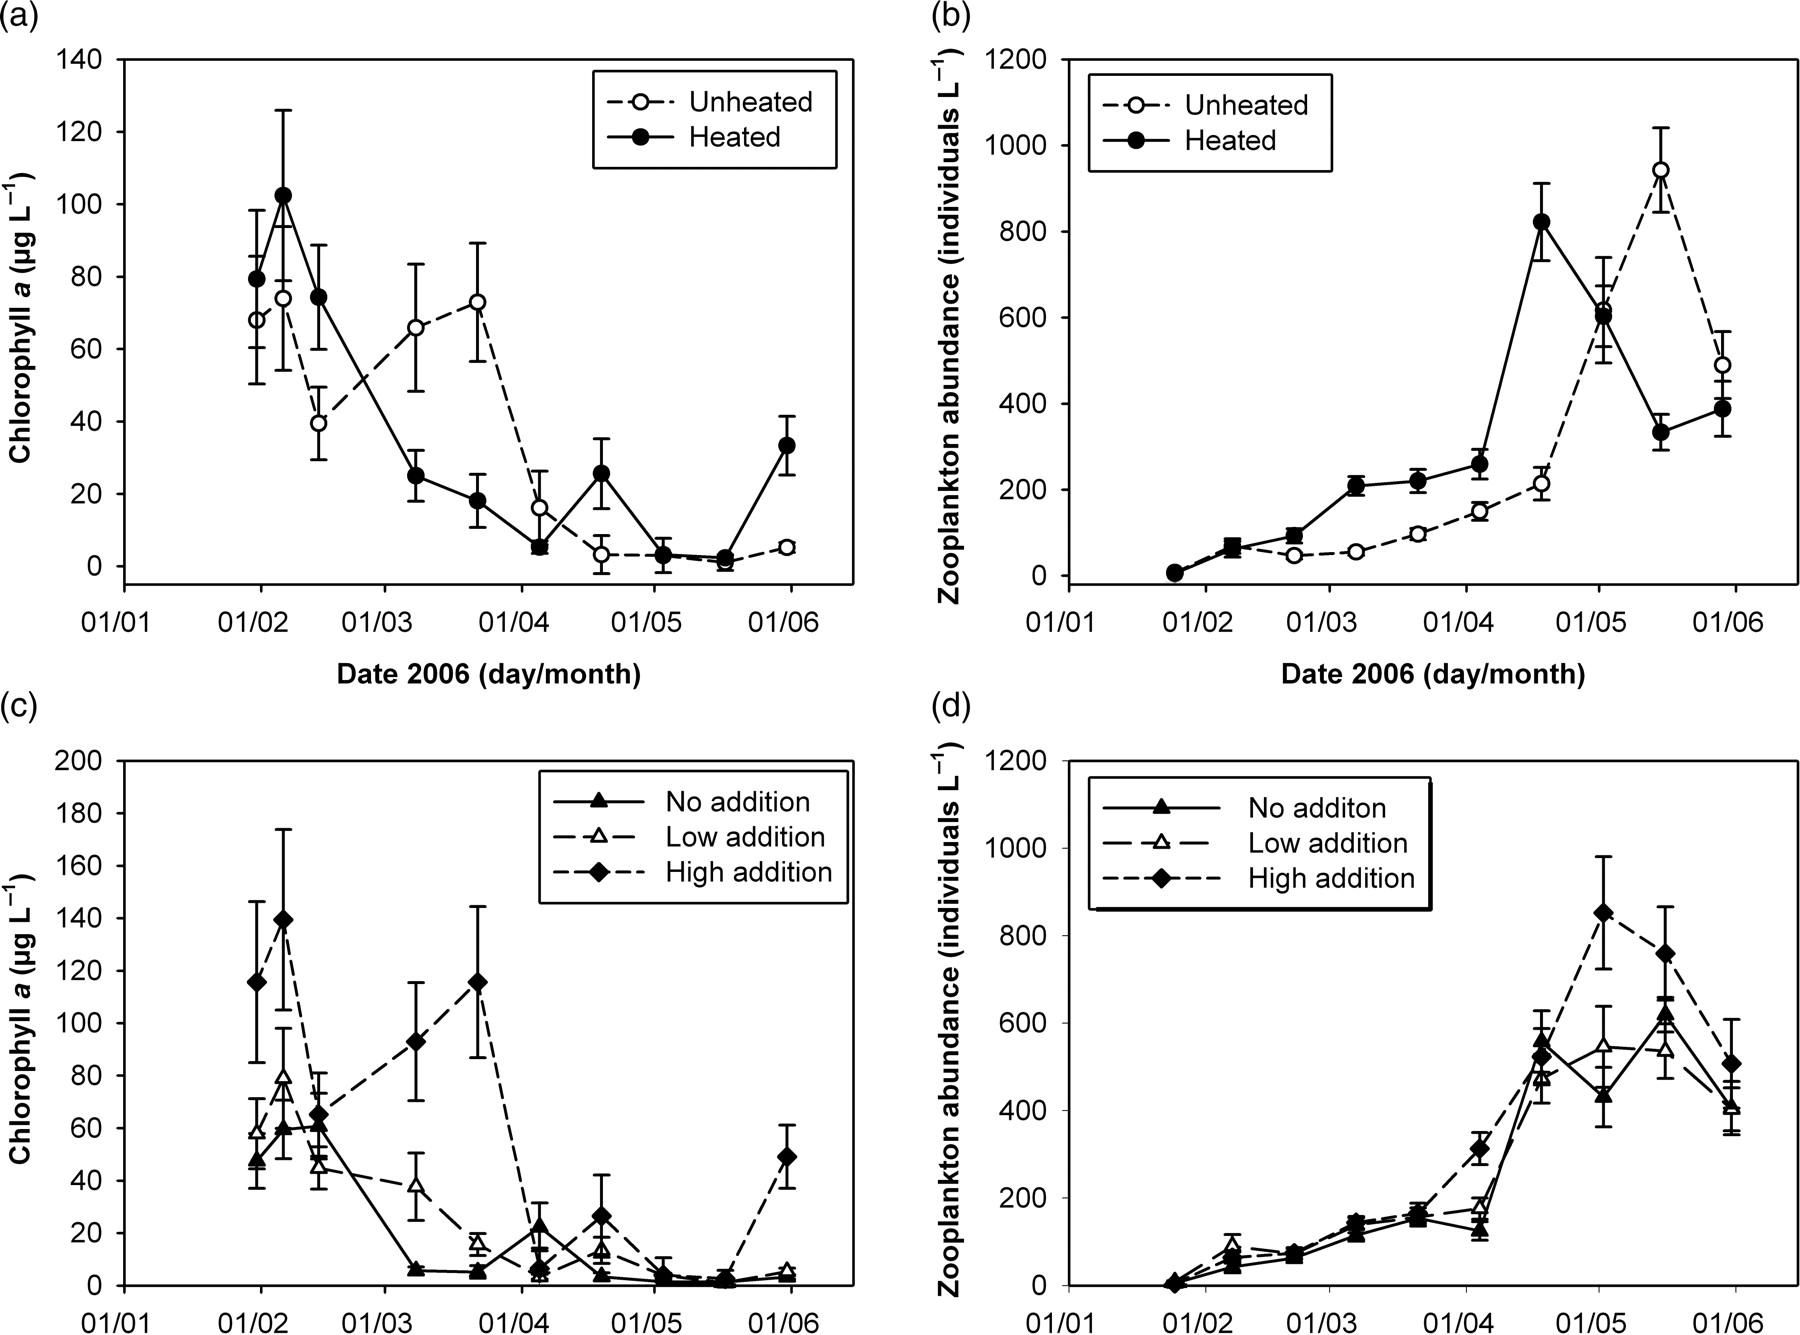 (a)
Chlorophyll a (µg L⁻¹)
140
120
100
80
60
40
20
0
Unheated
Heated
01/01 01/02 01/03 01/04 01/05 01/06
Date 2006 (day/month)
(b)
Zooplankton abundance (individuals L⁻¹)
1200
1000
800
600
400
200
0
Unheated
Heated
01/01 01/02 01/03 01/04 01/05 01/06
Date 2006 (day/month)
(c)
Chlorophyll a (µg L⁻¹)
200
180
160
140
120
100
80
60
40
20
0
No addition
Low addition
High addition
01/01 01/02 01/03 01/04 01/05 01/06
(d)
Zooplankton abundance (individuals L⁻¹)
1200
1000
800
600
400
200
0
No additon
Low addition
High addition
01/01 01/02 01/03 01/04 01/05 01/06